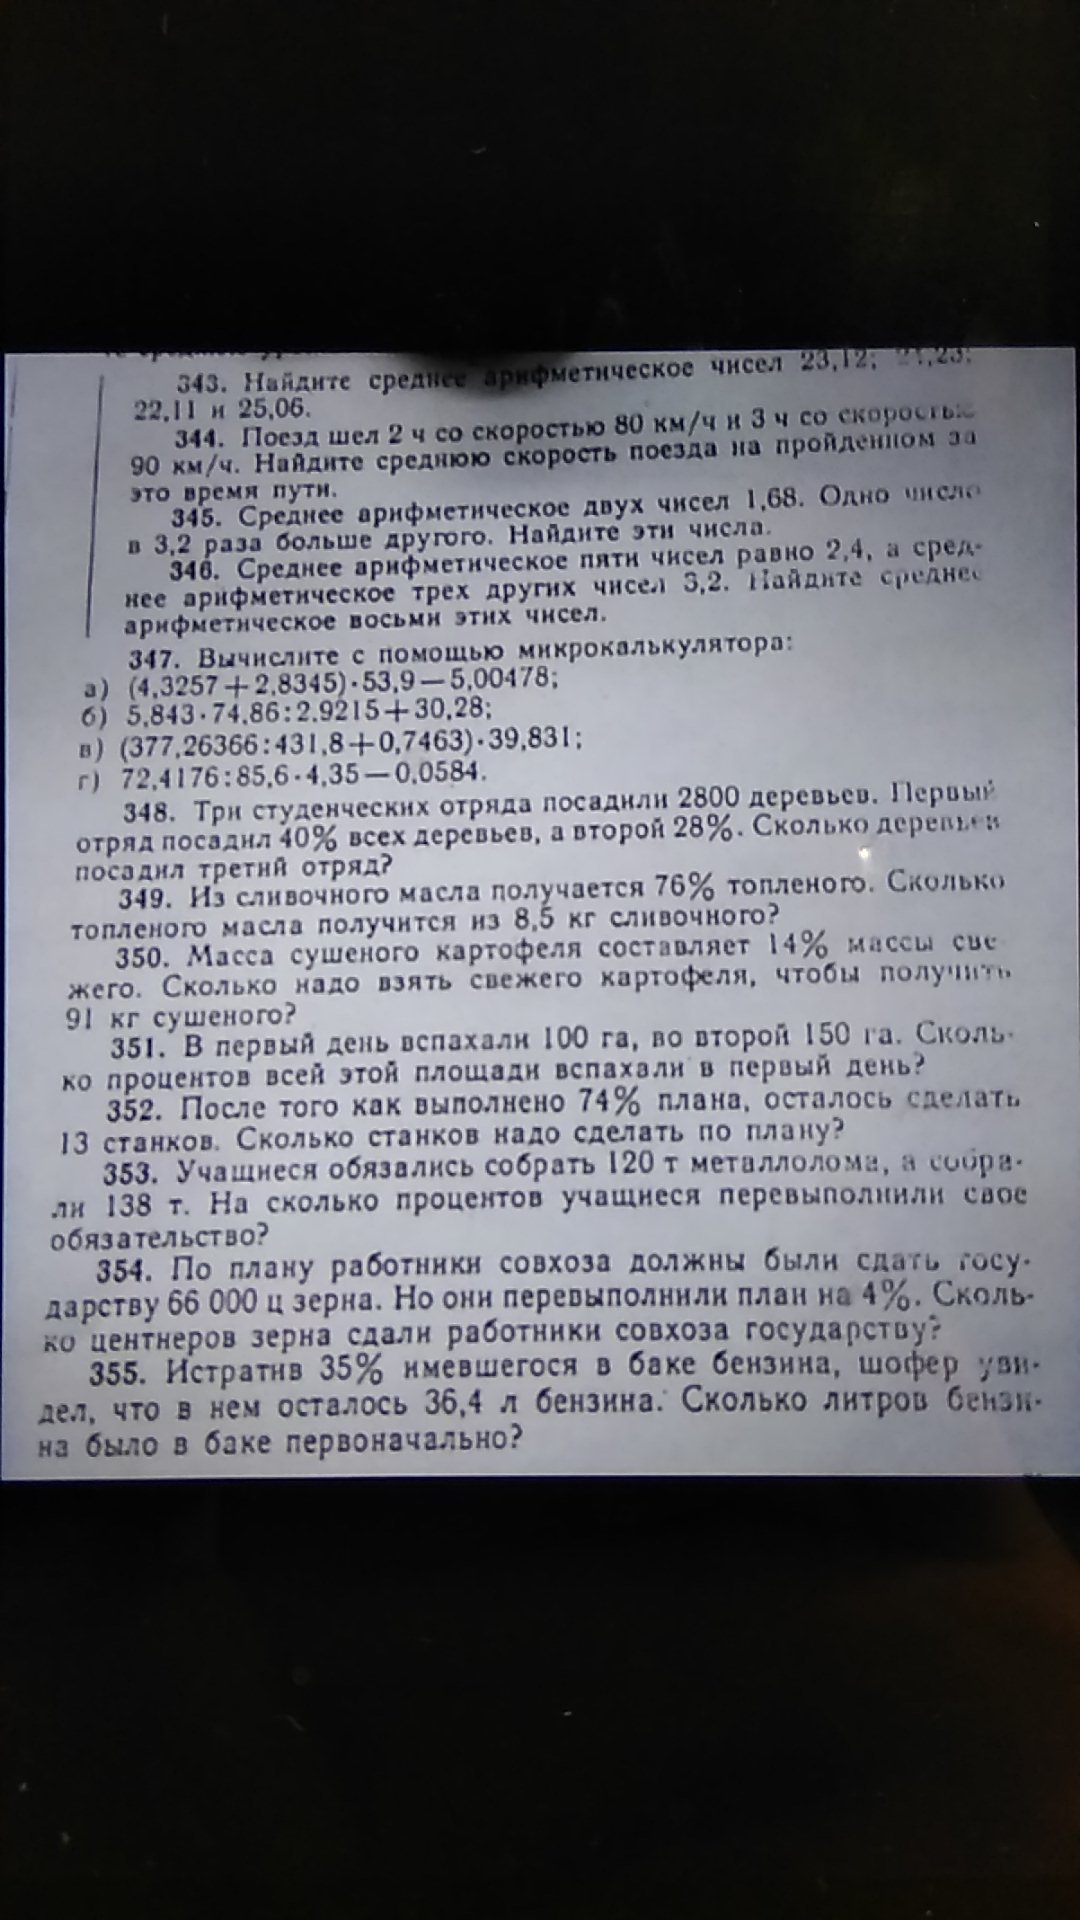 343. Найдите среднее арифметическое чисел 23,12;
22,11 и 25,06.
344. Поезд шел 2 ч со скоростью 80 км/ч и 3 ч со скоростью
90 км/ч. Найдите среднюю скорость поезда на пройденном за
это время пути.
345. Среднее арифметическое двух чисел 1,68. Одно число
в 3,2 раза больше другого. Найдите эти числа.
346. Среднее арифметическое пяти чисел равно 2,4, а сред-
нее арифметическое трех других чисел 3,2. Найдите среднее
арифметическое восьми этих чисел.
347. Вычислите с помощью микрокалькулятора:
а) (4,3257+2,8345)·53,9—5,00478;
б) 5,843·74,86:2,9215+30,28;
в) (377,26366:431,8+0,7463)·39,831;
г) 72,4176:85,6·4,35—0,0584.
348. Три студенческих отряда посадили 2800 деревьев. Первый
отряд посадил 40% всех деревьев, а второй 28%. Сколько деревьев
посадил третий отряд?
349. Из сливочного масла получается 76% топленого. Сколько
топленого масла получится из 8,5 кг сливочного?
350. Масса сушеного картофеля составляет 14% массы све-
жего. Сколько надо взять свежего картофеля, чтобы получить
91 кг сушеного?
351. В первый день вспахали 100 га, во второй 150 га. Сколь-
ко процентов всей этой площади вспахали в первый день?
352. После того как выполнено 74% плана, осталось сделать
13 станков. Сколько станков надо сделать по плану?
353. Учащиеся обязались собрать 120 т металлолома, а собра-
ли 138 т. На сколько процентов учащиеся перевыполнили свое
обязательство?
354. По плану работники совхоза должны были сдать госу-
дарству 66 000 ц зерна. Но они перевыполнили план на 4%. Сколь-
ко центнеров зерна сдали работники совхоза государству?
355. Истратив 35% имевшегося в баке бензина, шофер уви-
дел, что в нем осталось 36,4 л бензина. Сколько литров бензи-
на было в баке первоначально?